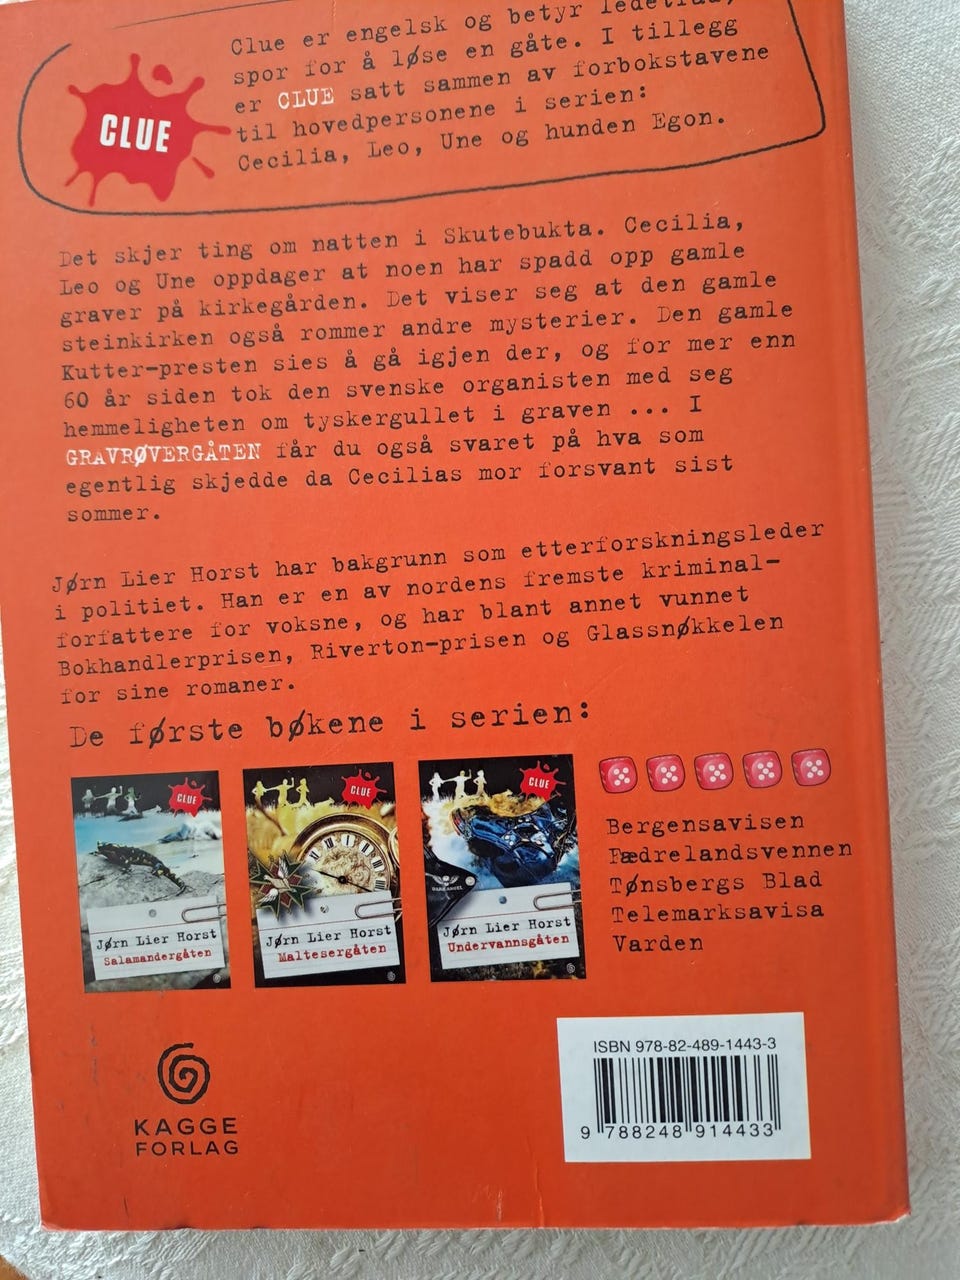 Clue er engelsk og betyr ledetråd,
spor for å løse en gåte. I tillegg
er CLUE satt sammen av forbokstavene
til hovedpersonene i serien:
Cecilia, Leo, Une og hunden Egon.
CLUE
Det skjer ting om natten i Skutebukta. Cecilia,
Leo og Une oppdager at noen har spadd opp gamle
graver på kirkegården. Det viser seg at den gamle
steinkirken også rommer andre mysterier. Den gamle
Kutter-presten sies å gå igjen der, og for mer enn
60 år siden tok den svenske organisten med seg
hemmeligheten om tyskergullet i graven ... I
GRAVRØVERGÅTEN får du også svaret på hva som
egentlig skjedde da Cecilias mor forsvant sist
sommer.
Jørn Lier Horst har bakgrunn som etterforskningsleder
i politiet. Han er en av nordens fremste kriminal-
forfattere for voksne, og har blant annet vunnet
Bokhandlerprisen, Riverton-prisen og Glassnøkkelen
for sine romaner.
De første bøkene i serien:
CLUE
Jørn Lier Horst
Salamandergåten
CLUE
Jørn Lier Horst
Maltesergåten
CLUE
DARK ANGEL
Jørn Lier Horst
Undervannsgåten
Bergensavisen
Fædrelandsvennen
Tønsbergs Blad
Telemarksavisa
Varden
KAGGE
FORLAG
ISBN 978-82-489-1443-3
9 788248 914433